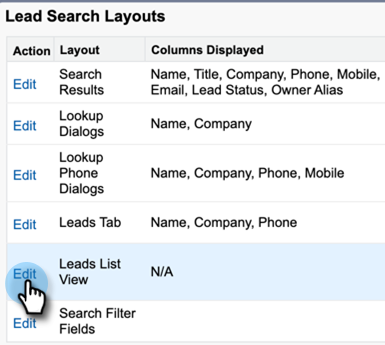 Lead Search Layouts
Action Layout Columns Displayed
Edit Search Results Name, Title, Company, Phone, Mobile,
Email, Lead Status, Owner Alias
Edit Lookup Dialogs Name, Company
Edit Lookup Phone Dialogs Name, Company, Phone, Mobile
Edit Leads Tab Name, Company, Phone
Edit Leads List View N/A
Edit Search Filter Fields